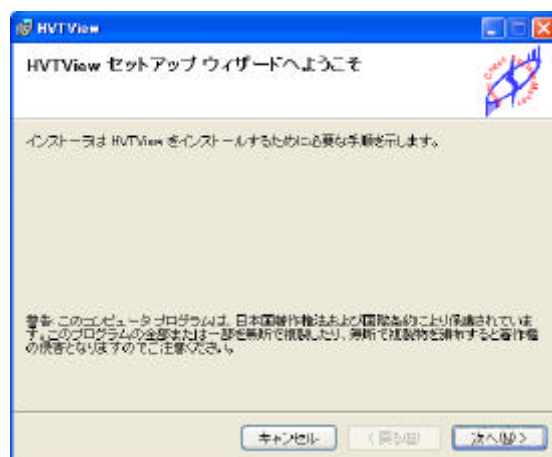 HVTView
HVTView セットアップ ウィザードへようこそ
インストーラは HVTView をインストールするために必要な手順を示します。
警告: このコンピュータ プログラムは、日本国著作権法および国際条約により保護されていま
す。このプログラムの全部または一部を無断で複製したり、無断で複製物を頒布すると著作権
の侵害となりますのでご注意ください。
キャンセル
< 戻る(B)
次へ(N) >